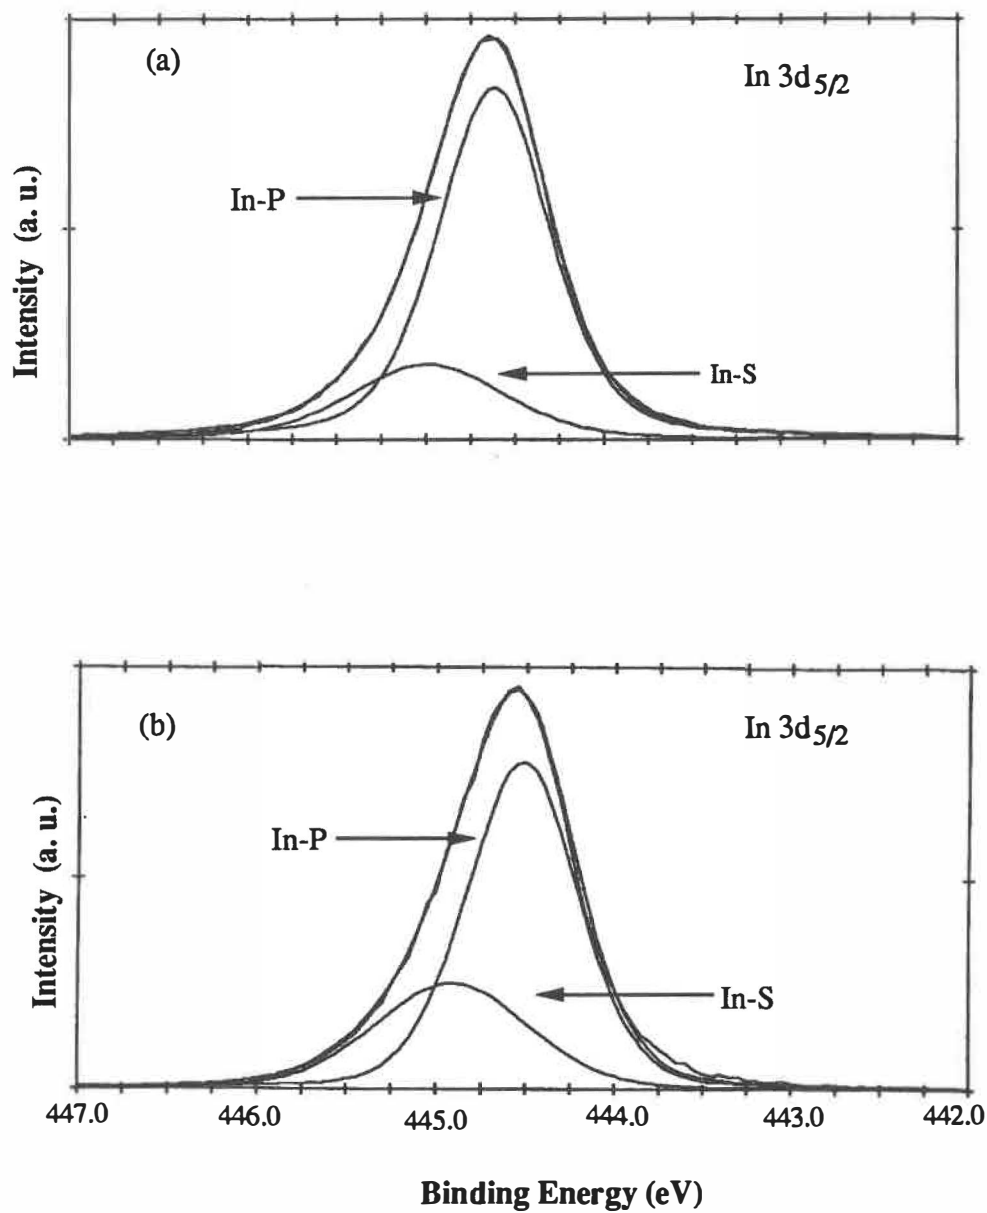 (a)
In 3d5/2
In-P
In-S
Intensity (a. u.)
(b)
In 3d5/2
In-P
In-S
Intensity (a. u.)
447.0 446.0 445.0 444.0 443.0 442.0
Binding Energy (eV)